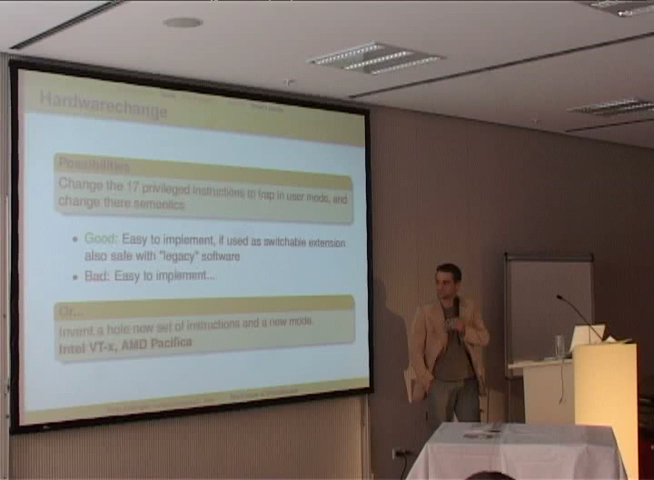 Hardwarechange
Possibilities
Change the 17 privileged instructions to trap in user mode, and
change there semantics
• Good: Easy to implement, if used as switchable extension
also safe with "legacy" software
• Bad: Easy to implement...
Or...
Invent a hole new set of instructions and a new mode.
Intel VT-x, AMD Pacifica